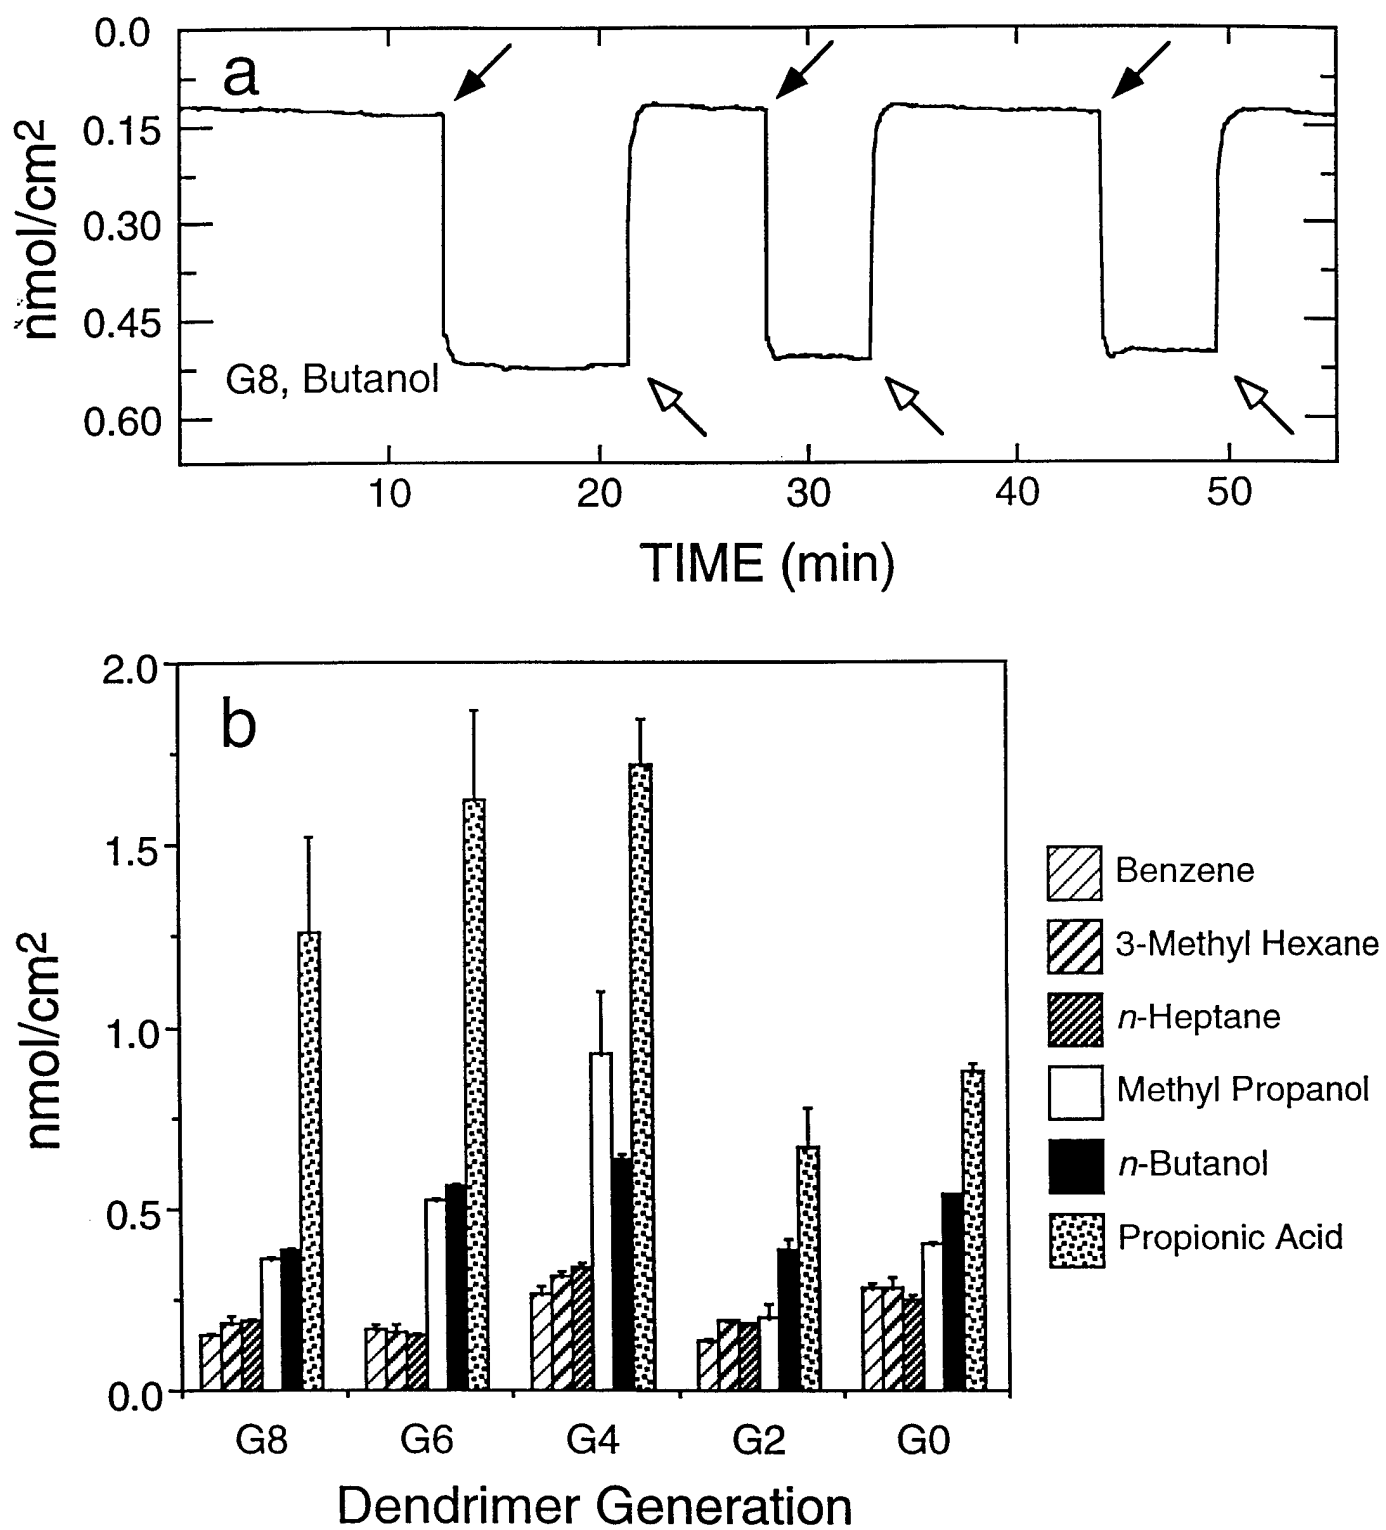 a
0.0
0.15
0.30
0.45
0.60
nmol/cm2
G8, Butanol
10 20 30 40 50
TIME (min)
b
2.0
1.5
1.0
0.5
0.0
nmol/cm2
G8 G6 G4 G2 G0
Dendrimer Generation
Benzene
3-Methyl Hexane
n-Heptane
Methyl Propanol
n-Butanol
Propionic Acid